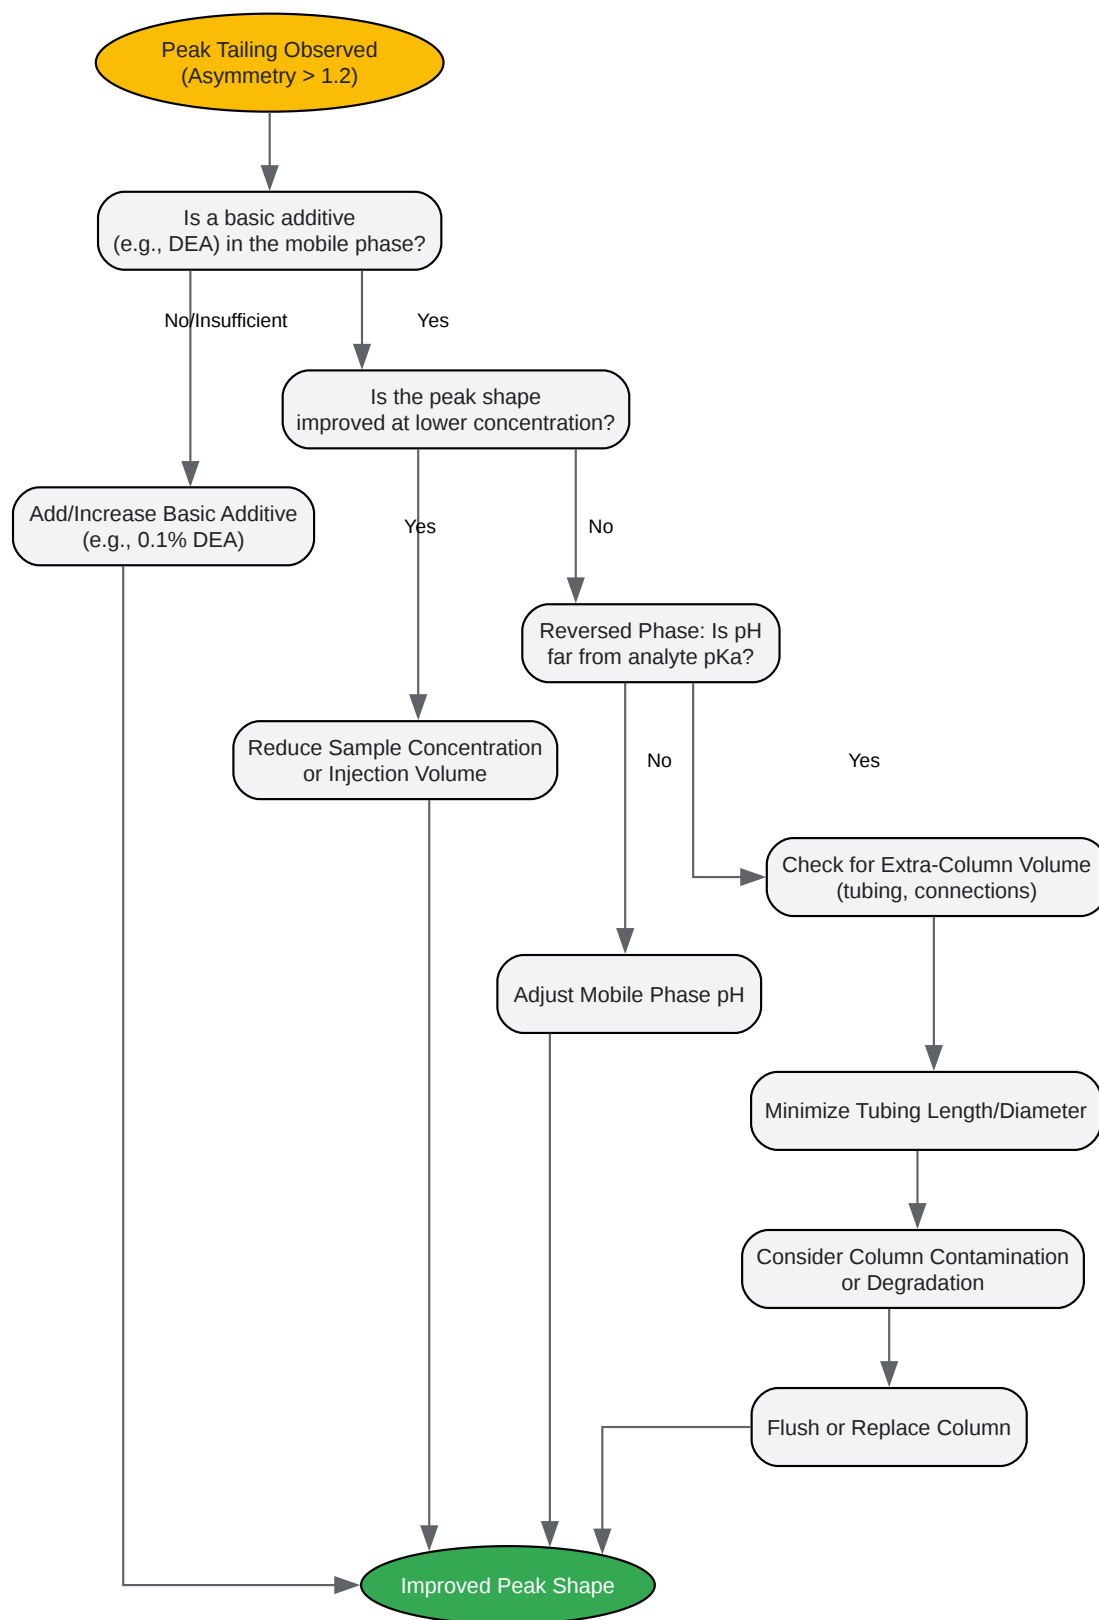 Peak Tailing Observed
(Asymmetry > 1.2)
Is a basic additive
(e.g., DEA) in the mobile phase?
No/Insufficient
Yes
Is the peak shape
improved at lower concentration?
Add/Increase Basic Additive
(e.g., 0.1% DEA)
Yes
No
Reversed Phase: Is pH
far from analyte pKa?
Reduce Sample Concentration
or Injection Volume
No
Yes
Check for Extra-Column Volume
(tubing, connections)
Adjust Mobile Phase pH
Minimize Tubing Length/Diameter
Consider Column Contamination
or Degradation
Flush or Replace Column
Improved Peak Shape